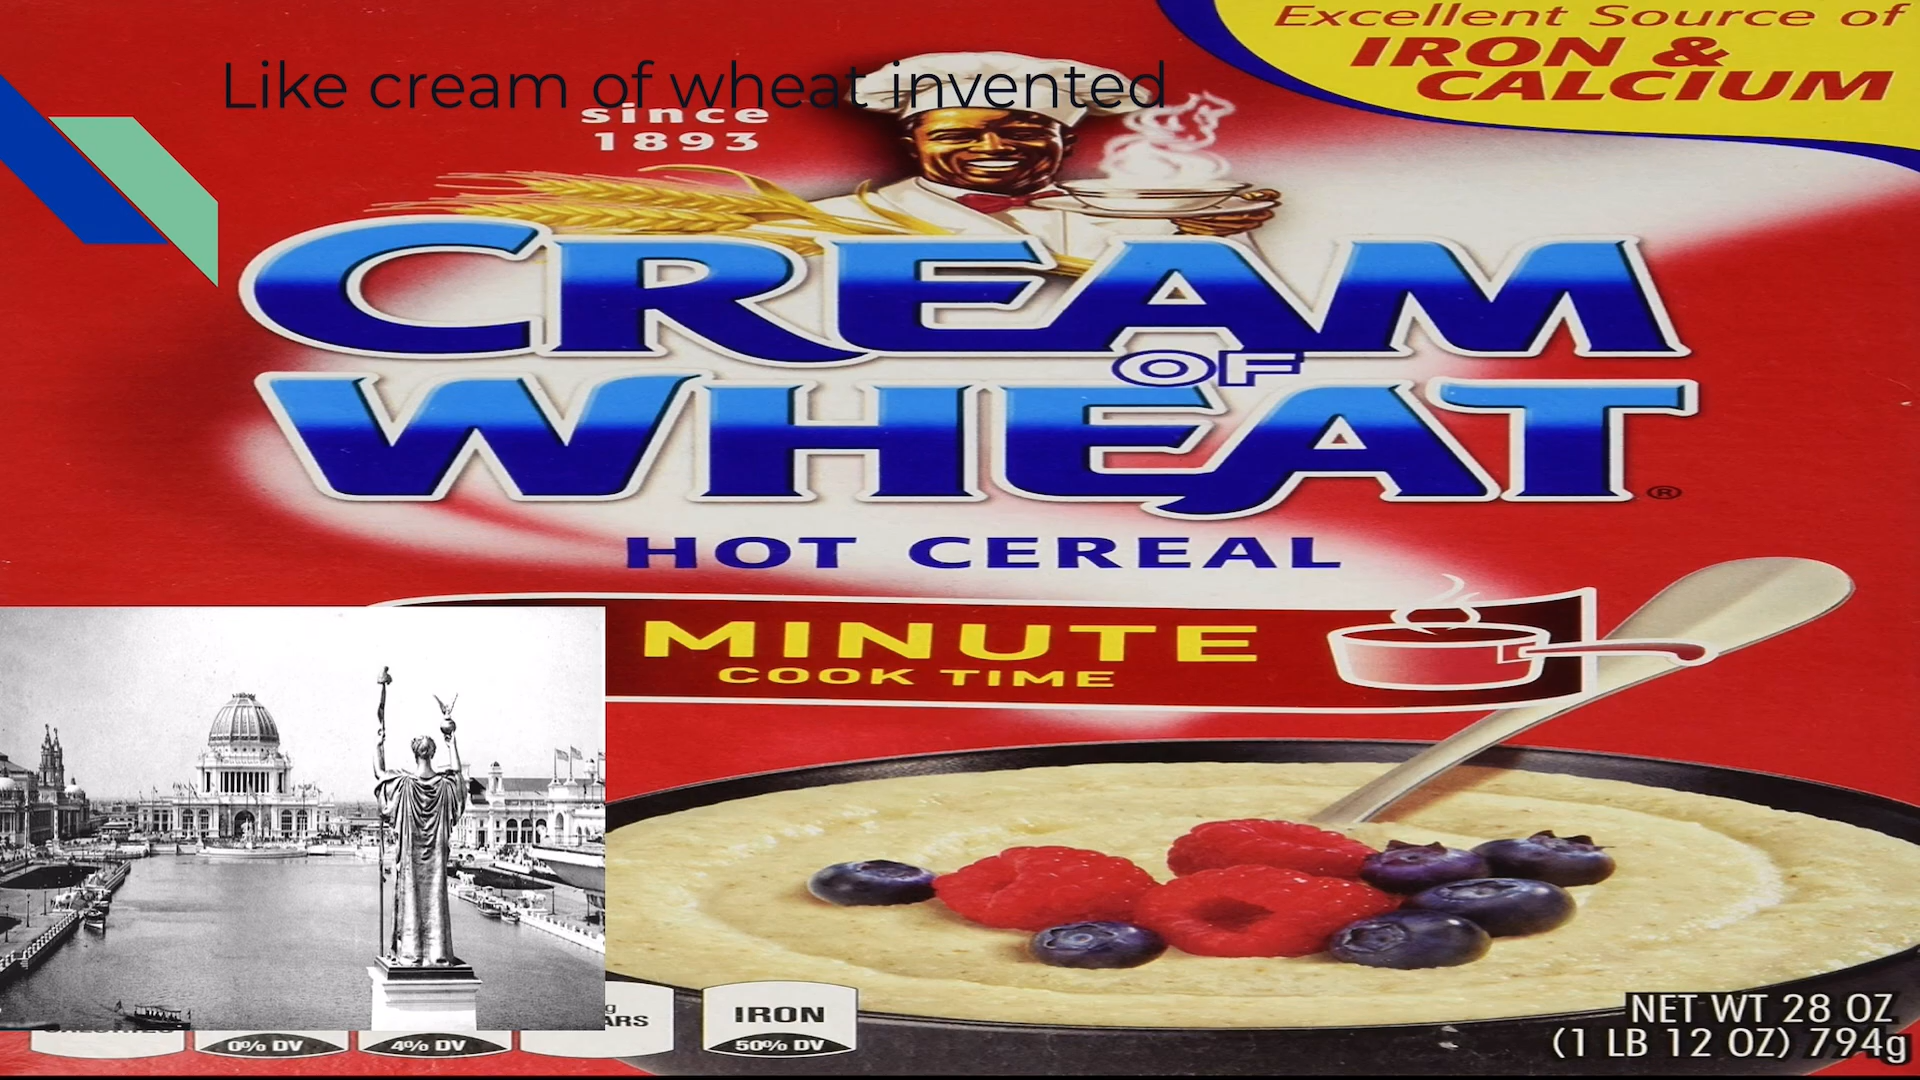 Excellent Source of
IRON &
CALCIUM
Like cream of wheat invented
since
1893
CREAM
OF
WHEAT®
HOT CEREAL
MINUTE
COOK TIME
0% DV
4% DV
IRON
50% DV
NET WT 28 OZ
(1 LB 12 OZ) 794g